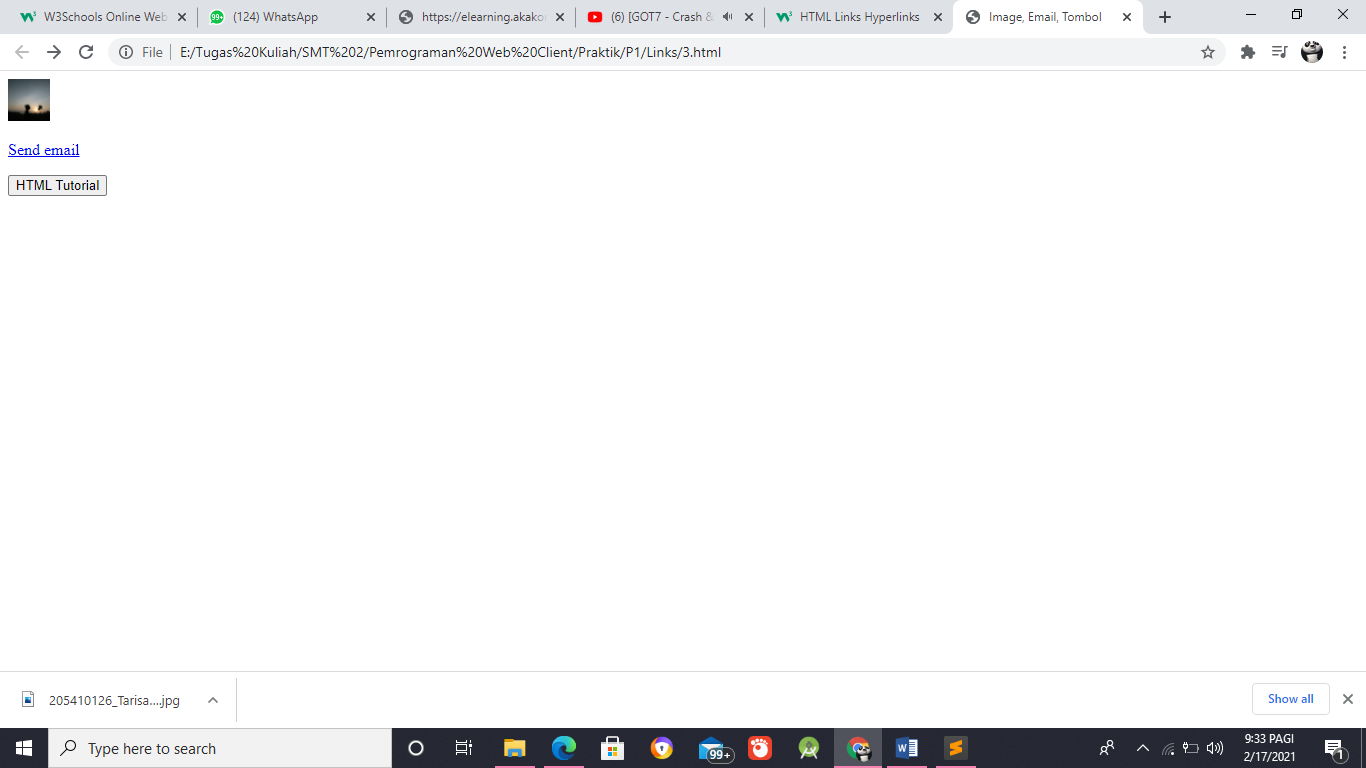 W3Schools Online Web
(124) WhatsApp
https://elearning.akako
(6) [GOT7 - Crash &
HTML Links Hyperlinks
Image, Email, Tombol
File
E:/Tugas%20Kuliah/SMT%202/Pemrograman%20Web%20Client/Praktik/P1/Links/3.html
Send email
HTML Tutorial
205410126_Tarisa....jpg
Show all
Type here to search
99+
9:33 PAGI
2/17/2021
1